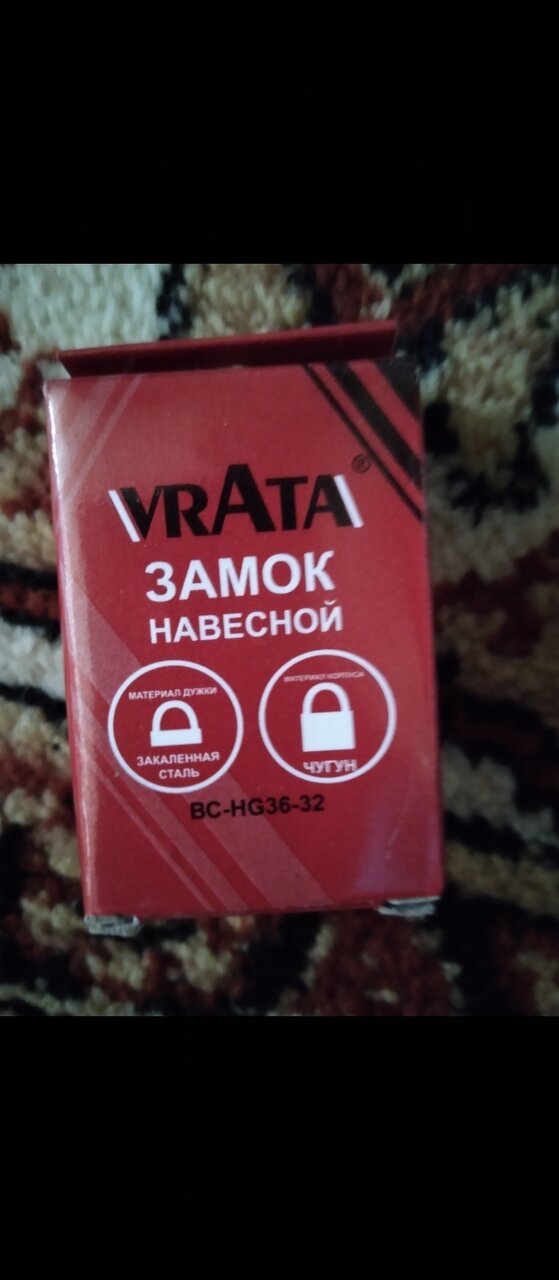 VRATA®
ЗАМОК
НАВЕСНОЙ
МАТЕРИАЛ ДУЖКИ
ЗАКАЛЕННАЯ
СТАЛЬ
МАТЕРИАЛ КОРПУСА
ЧУГУН
ВС-HG36-32